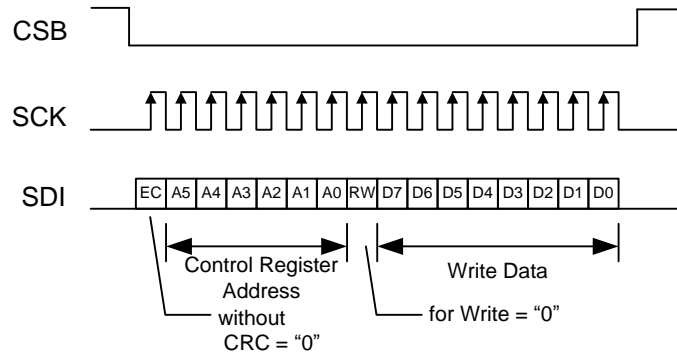 CSB
SCK
SDI
EC A5 A4 A3 A2 A1 A0 RW D7 D6 D5 D4 D3 D2 D1 D0
Control Register
Address
Write Data
without
CRC = “0”
for Write = “0”